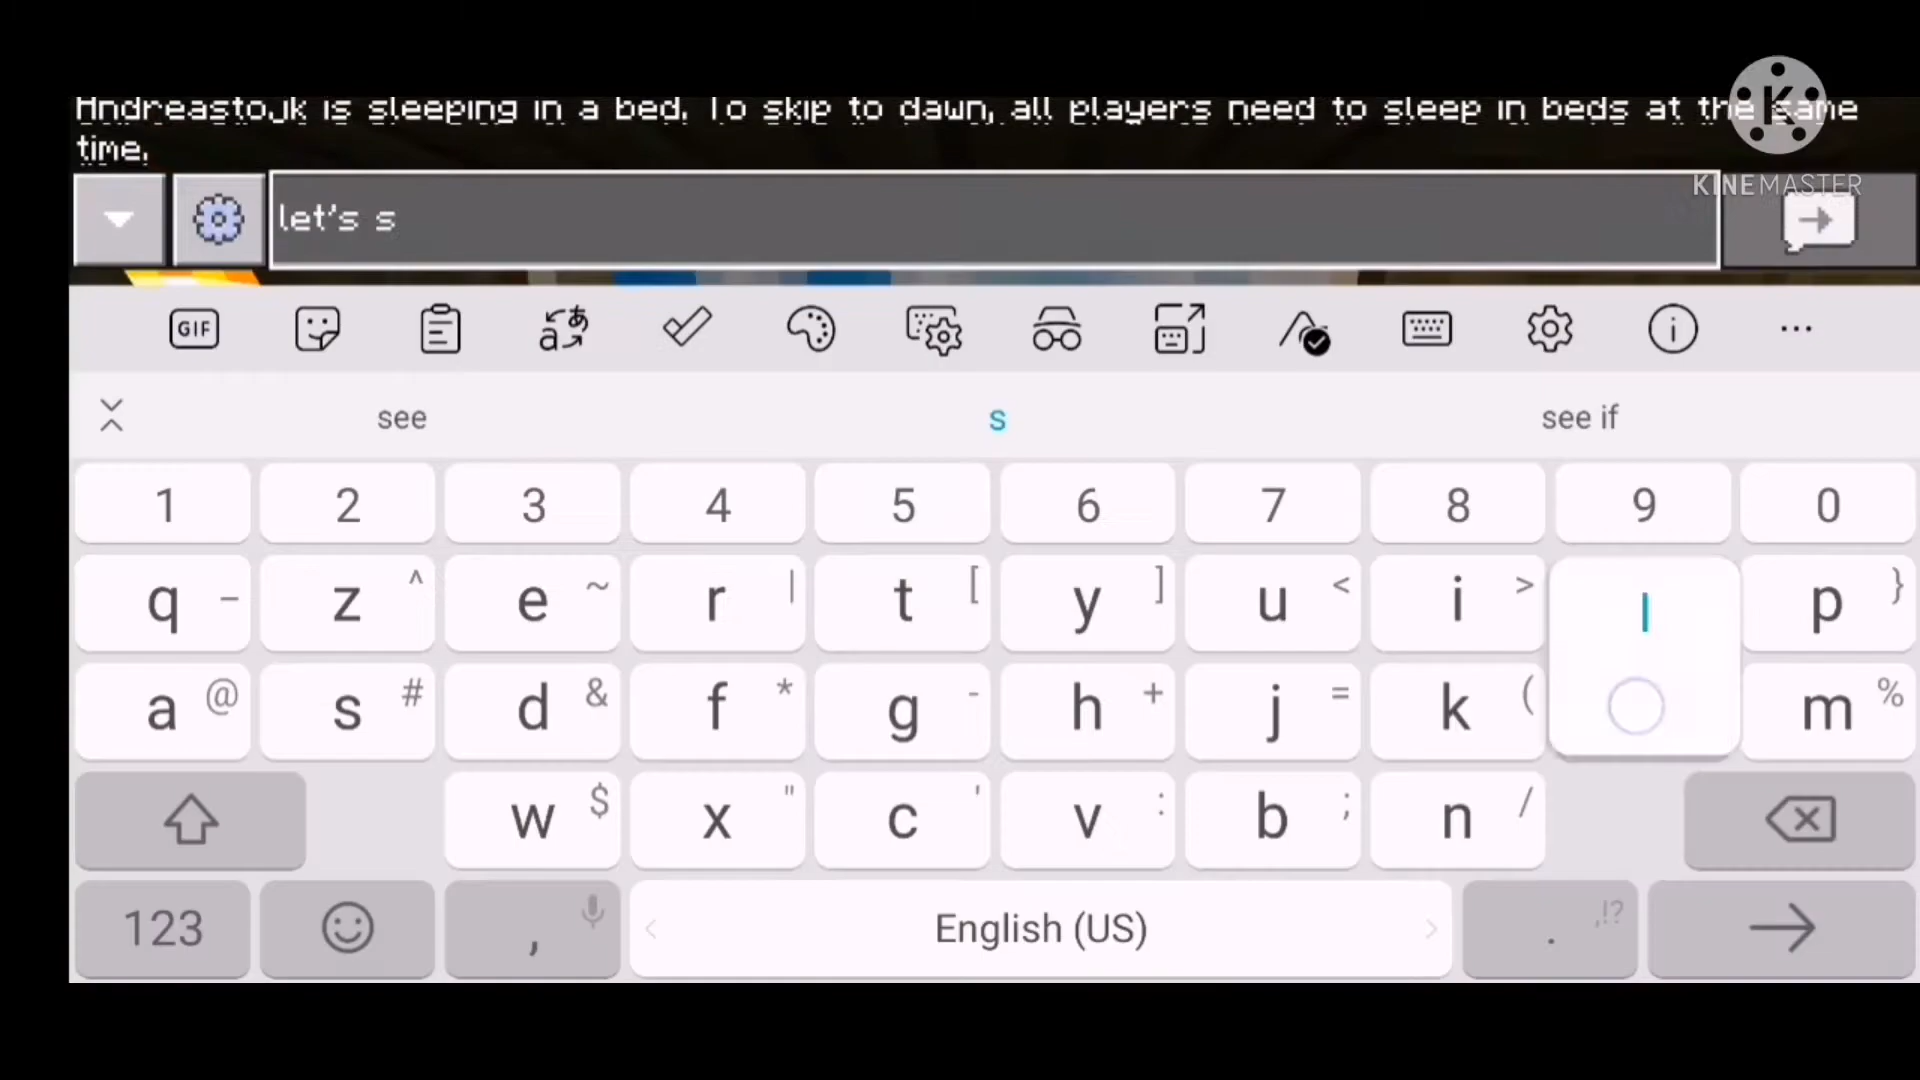 AndreastoJk is sleeping in a bed. To skip to dawn, all players need to sleep in beds at the same
time.
KINEMASTER
let's s
GIF
see s see if
1 2 3 4 5 6 7 8 9 0
q - z ^ e ~ r | t [ y ] u < i > l p }
a @ s # d & f * g - h + j = k ( m %
w $ x " c ' v : b ; n /
123 , English (US) . ,!?